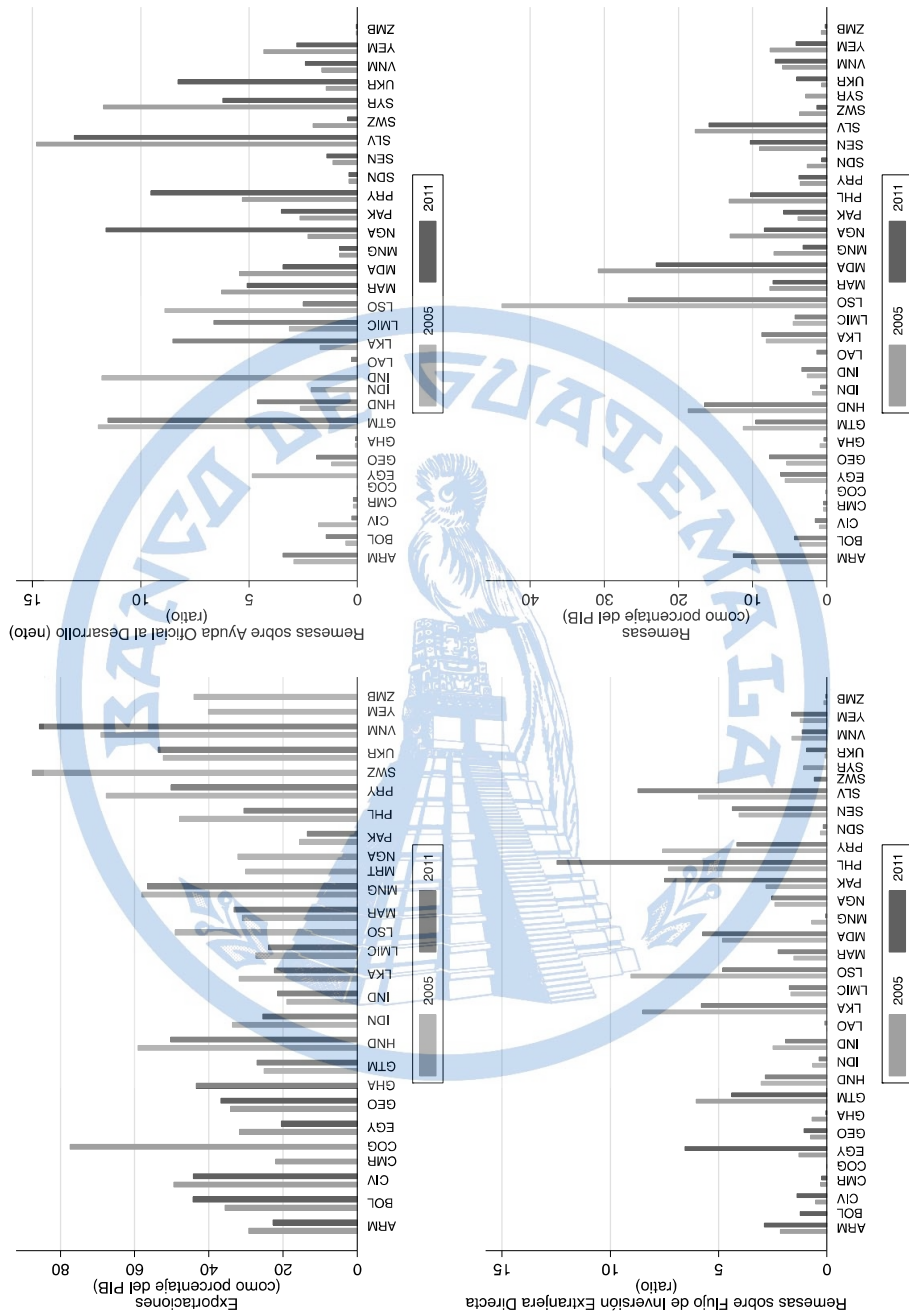 Exportaciones
(como porcentaje del PIB)
80
60
40
20
0
ARM
BOL
CIV
CMR
COG
EGY
GEO
GHA
GTM
HND
IDN
IND
LKA
LMIC
LSO
MAR
MNG
MRT
NGA
PAK
PHL
PRY
SWZ
UKR
VNM
YEM
ZMB
2005
2011
Remesas sobre Ayuda Oficial al Desarrollo (neto)
(ratio)
15
10
5
0
ARM
BOL
CIV
CMR
COG
EGY
GEO
GHA
GTM
HND
IDN
IND
LAO
LKA
LMIC
LSO
MAR
MDA
MNG
NGA
PAK
PRY
SDN
SEN
SLV
SWZ
SYR
UKR
VNM
YEM
ZMB
2005
2011
Remesas sobre Flujo de Inversión Extranjera Directa
(ratio)
15
10
5
0
ARM
BOL
CIV
CMR
COG
EGY
GEO
GHA
GTM
HND
IDN
IND
LAO
LKA
LMIC
LSO
MAR
MDA
MNG
NGA
PAK
PHL
PRY
SDN
SEN
SLV
SWZ
SYR
UKR
VNM
YEM
ZMB
2005
2011
Remesas
(como porcentaje del PIB)
40
30
20
10
0
ARM
BOL
CIV
CMR
COG
EGY
GEO
GHA
GTM
HND
IDN
IND
LAO
LKA
LMIC
LSO
MAR
MDA
MNG
NGA
PAK
PHL
PRY
SDN
SEN
SLV
SWZ
SYR
UKR
VNM
YEM
ZMB
2005
2011
BANCO DE GUATEMALA